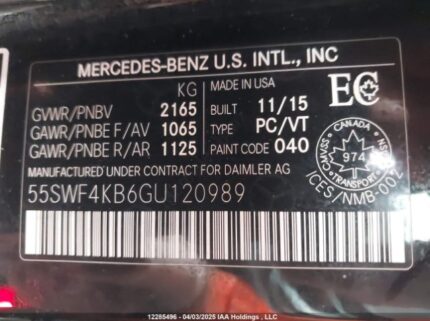 MERCEDES-BENZ U.S. INTL., INC
KG
GVWR/PNBV 2165
GAWR/PNBE F/AV 1065
GAWR/PNBE R/AR 1125
MADE IN USA
BUILT 11/15
TYPE PC/VT
PAINT CODE 040
EC
CANADA
974
TRANSPORT
ICES/NMB-002
MANUFACTURED UNDER CONTRACT FOR DAIMLER AG
55SWF4KB6GU120989
12285496 - 04/03/2025 IAA Holdings , LLC